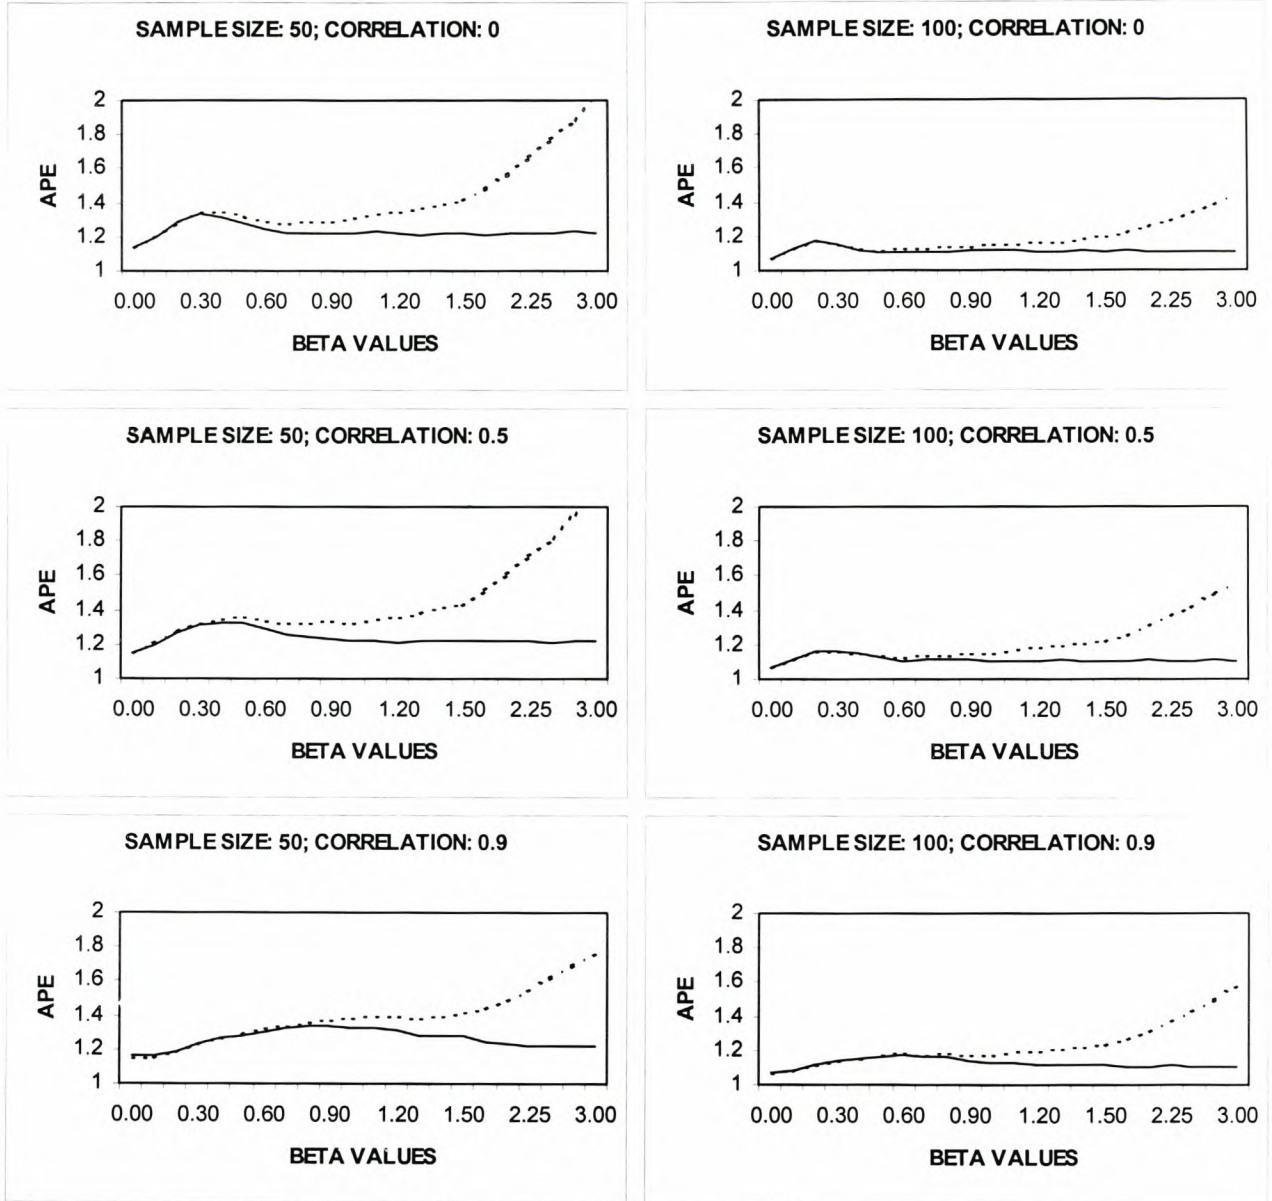 SAMPLE SIZE: 50; CORRELATION: 0
2
1.8
1.6
1.4
1.2
1
APE
0.00 0.30 0.60 0.90 1.20 1.50 2.25 3.00
BETA VALUES
SAMPLE SIZE: 100; CORRELATION: 0
2
1.8
1.6
1.4
1.2
1
APE
0.00 0.30 0.60 0.90 1.20 1.50 2.25 3.00
BETA VALUES
SAMPLE SIZE: 50; CORRELATION: 0.5
2
1.8
1.6
1.4
1.2
1
APE
0.00 0.30 0.60 0.90 1.20 1.50 2.25 3.00
BETA VALUES
SAMPLE SIZE: 100; CORRELATION: 0.5
2
1.8
1.6
1.4
1.2
1
APE
0.00 0.30 0.60 0.90 1.20 1.50 2.25 3.00
BETA VALUES
SAMPLE SIZE: 50; CORRELATION: 0.9
2
1.8
1.6
1.4
1.2
1
APE
0.00 0.30 0.60 0.90 1.20 1.50 2.25 3.00
BETA VALUES
SAMPLE SIZE: 100; CORRELATION: 0.9
2
1.8
1.6
1.4
1.2
1
APE
0.00 0.30 0.60 0.90 1.20 1.50 2.25 3.00
BETA VALUES